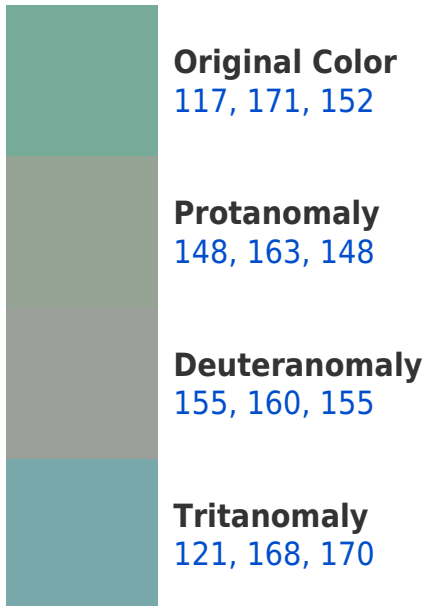 Original Color
117, 171, 152
Protanomaly
148, 163, 148
Deuteranomaly
155, 160, 155
Tritanomaly
121, 168, 170